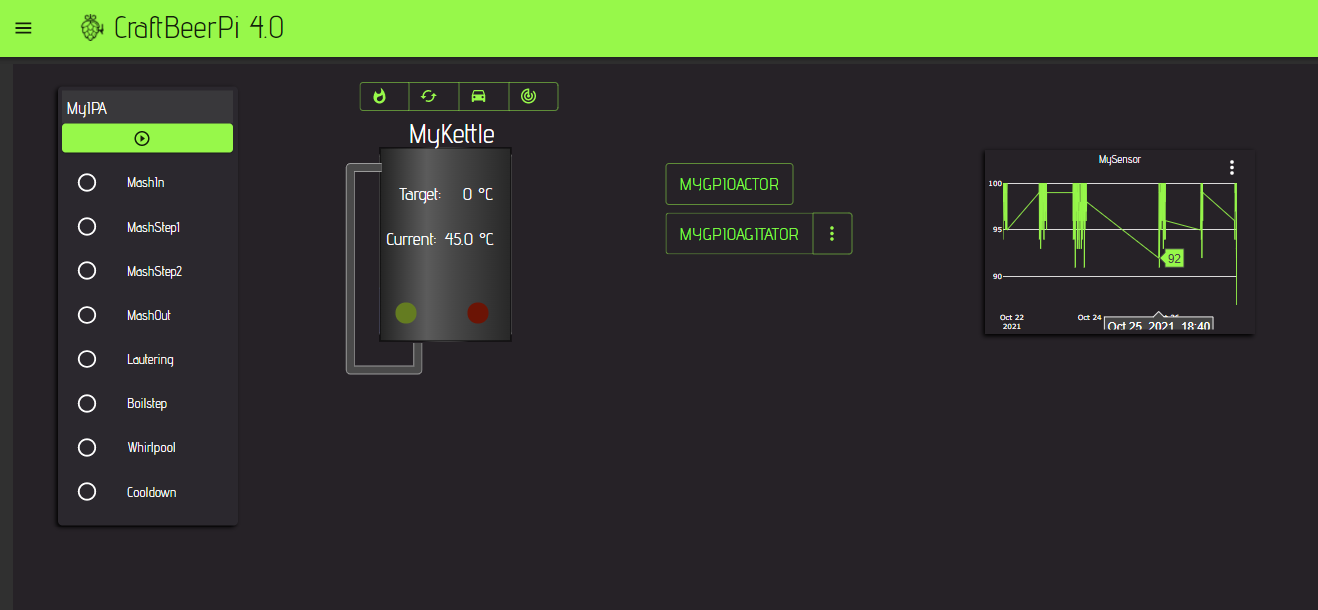 CraftBeerPi 4.0
MyIPA
MashIn
MashStep1
MashStep2
MashOut
Lautering
Boilstep
Whirlpool
Cooldown
MyKettle
Target: 0 °C
Current: 45.0 °C
MYGPIOACTOR
MYGPIOAGITATOR
MySensor
100
95
90
92
Oct 22
2021
Oct 24
Oct 25, 2021, 18:40